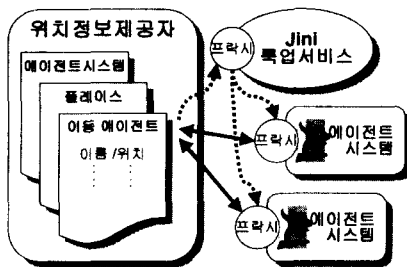 위치정보제공자
에이전트시스템
플레이스
이동 에이전트
이름 /위치
프락시
Jini
룩업서비스
프락시
에이전트
시스템
프락시
에이전트
시스템